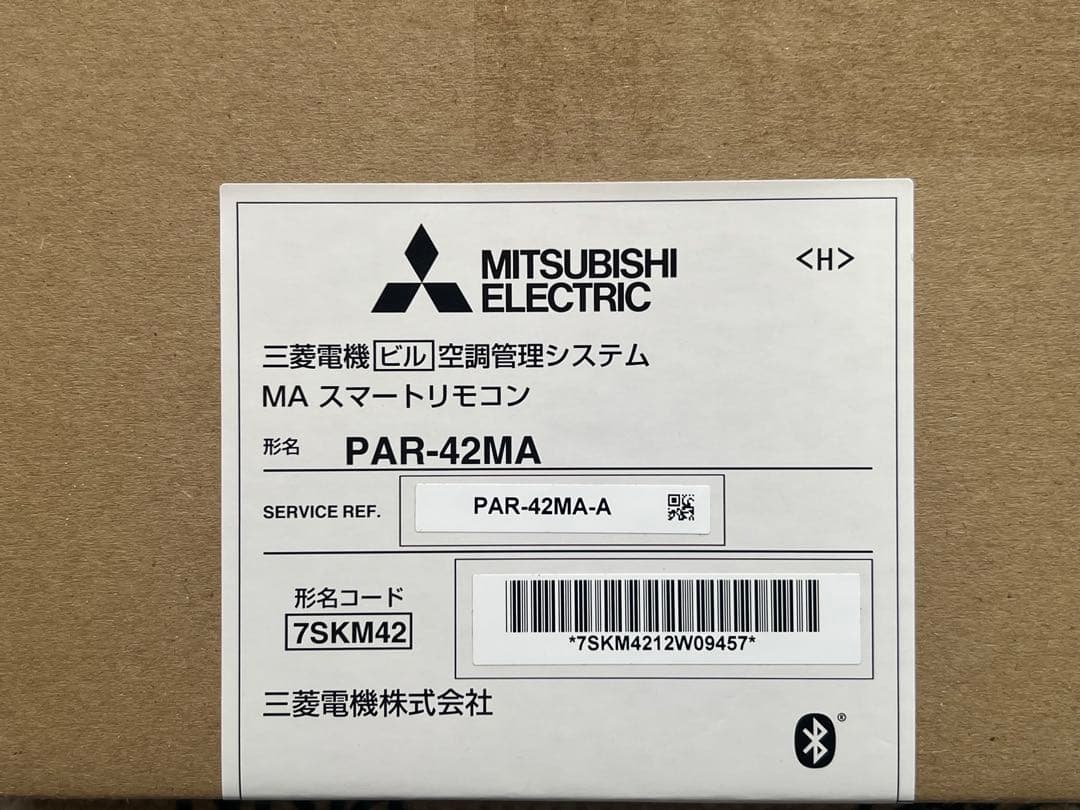 MITSUBISHI
ELECTRIC
<H>
三菱電機ビル空調管理システム
MA スマートリモコン
形名 PAR-42MA
SERVICE REF. PAR-42MA-A
形名コード
7SKM42
*7SKM4212W09457*
三菱電機株式会社
®